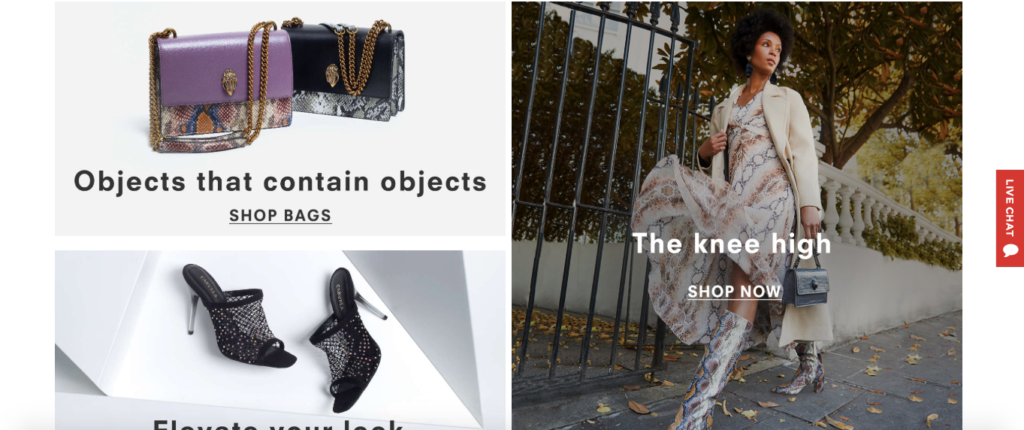 Objects that contain objects
SHOP BAGS
The knee high
SHOP NOW
LIVE CHAT
Elevate your look